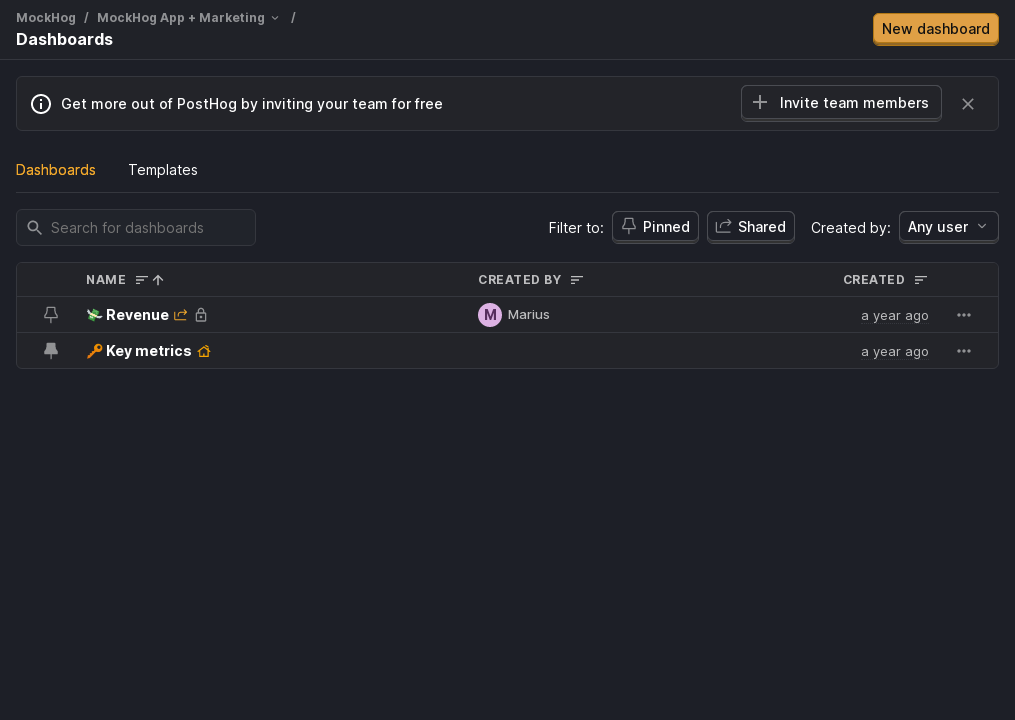 MockHog / MockHog App + Marketing /
Dashboards
New dashboard
Get more out of PostHog by inviting your team for free
Invite team members
Dashboards Templates
Search for dashboards
Filter to: Pinned Shared Created by: Any user
NAME CREATED BY CREATED
💸 Revenue M Marius a year ago
🔑 Key metrics a year ago